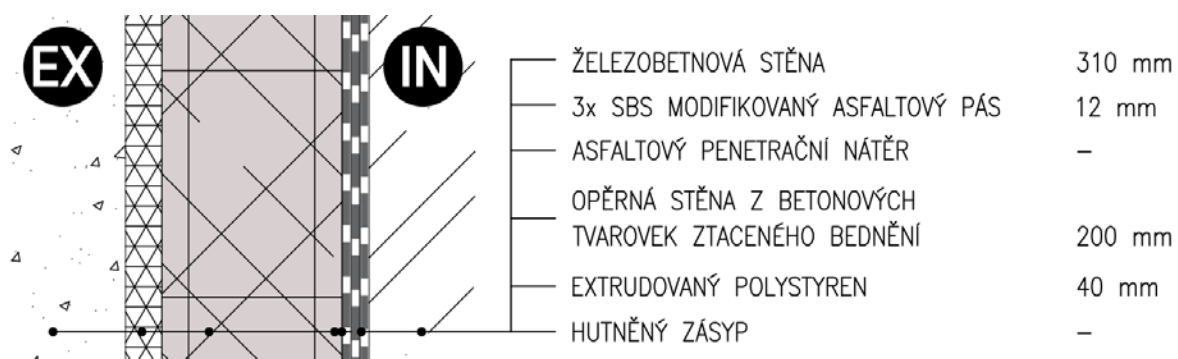 EX
IN
ŽELEZOBETNOVÁ STĚNA 310 mm
3x SBS MODIFIKOVANÝ ASFALTOVÝ PÁS 12 mm
ASFALTOVÝ PENETRAČNÍ NÁTĚR –
OPĚRNÁ STĚNA Z BETONOVÝCH
TVAROVEK ZTACENÉHO BEDNĚNÍ 200 mm
EXTRUDOVANÝ POLYSTYREN 40 mm
HUTNĚNÝ ZÁSYP –